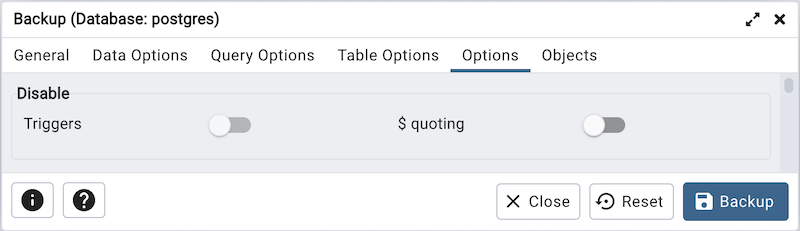 Backup (Database: postgres)
General Data Options Query Options Table Options Options Objects
Disable
Triggers $ quoting
Close Reset Backup